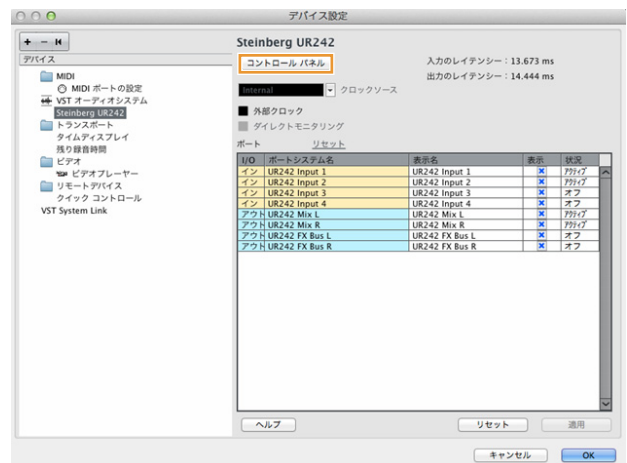 デバイス設定
+ - |◀
デバイス
MIDI
MIDI ポートの設定
VST オーディオシステム
Steinberg UR242
トランスポート
タイムディスプレイ
残り録音時間
ビデオ
ビデオプレーヤー
リモートデバイス
クイック コントロール
VST System Link
Steinberg UR242
コントロール パネル
入力のレイテンシー：13.673 ms
出力のレイテンシー：14.444 ms
Internal クロックソース
外部クロック
ダイレクトモニタリング
ポート リセット
I/O ポートシステム名 表示名 表示 状況
イン UR242 Input 1 UR242 Input 1 アクティブ
イン UR242 Input 2 UR242 Input 2 アクティブ
イン UR242 Input 3 UR242 Input 3 オフ
イン UR242 Input 4 UR242 Input 4 オフ
アウト UR242 Mix L UR242 Mix L アクティブ
アウト UR242 Mix R UR242 Mix R アクティブ
アウト UR242 FX Bus L UR242 FX Bus L オフ
アウト UR242 FX Bus R UR242 FX Bus R オフ
ヘルプ リセット 適用
キャンセル OK